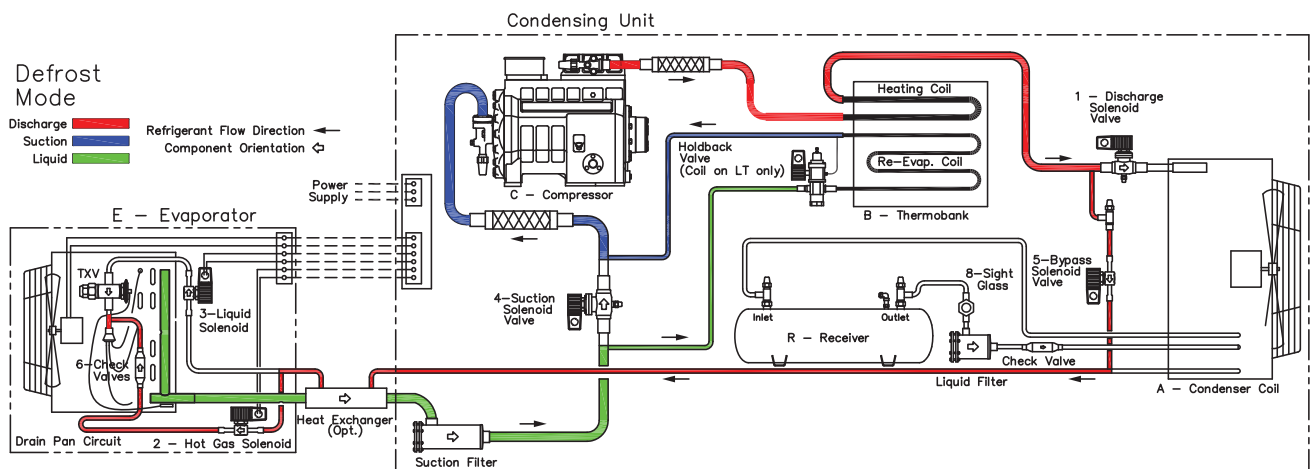 Condensing Unit
Defrost
Mode
Discharge
Suction
Liquid
Refrigerant Flow Direction
Component Orientation
Power
Supply
E - Evaporator
TXV
3-Liquid
Solenoid
6-Check
Valves
Drain Pan Circuit
2 - Hot Gas Solenoid
Heat Exchanger
(Opt.)
Suction Filter
C - Compressor
4-Suction
Solenoid
Valve
Holdback
Valve
(Coil on LT only)
Heating Coil
Re-Evap. Coil
B - Thermobank
1 - Discharge
Solenoid
Valve
5-Bypass
Solenoid
Valve
8-Sight
Glass
Inlet
Outlet
R - Receiver
Check Valve
Liquid Filter
A - Condenser Coil